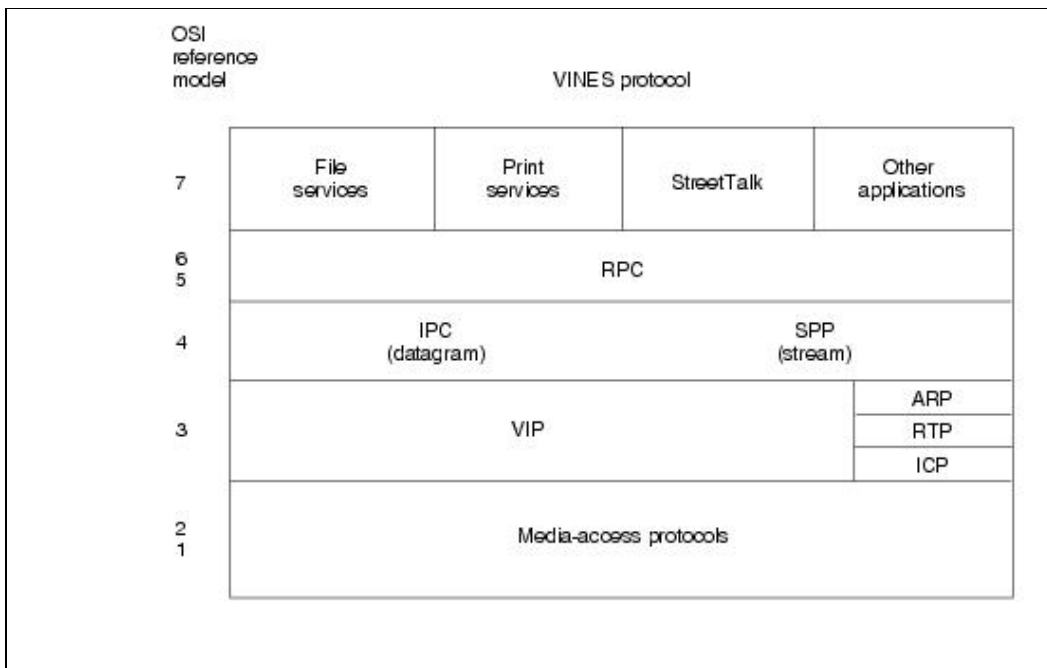 OSI
reference
model
VINES protocol
7
File
services
Print
services
StreetTalk
Other
applications
6
5
RPC
4
IPC
(datagram)
SPP
(stream)
3
VIP
ARP
RTP
ICP
2
1
Media-access protocols